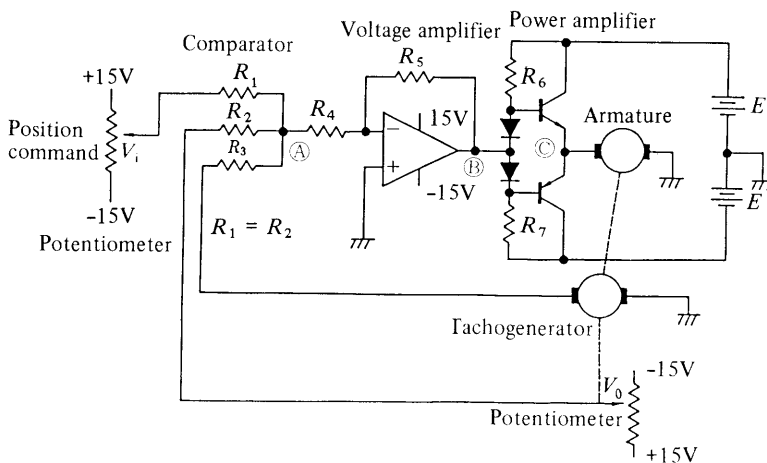 Power amplifier
Voltage amplifier
Comparator
R₅
R₆
+15V
R₁
R₄
Armature
E
R₂
15V
Position
command
Vᵢ
R₃
Ⓐ
−
+
Ⓑ
Ⓒ
-15V
-15V
E
R₁ = R₂
R₇
Potentiometer
Tachogenerator
V₀
-15V
Potentiometer
+15V